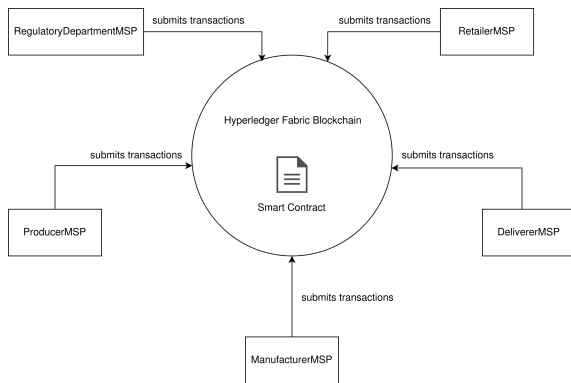 submits transactions
submits transactions
RegulatoryDepartmentMSP
RetailerMSP
Hyperledger Fabric Blockchain
submits transactions
submits transactions
Smart Contract
ProducerMSP
DelivererMSP
submits transactions
ManufacturerMSP